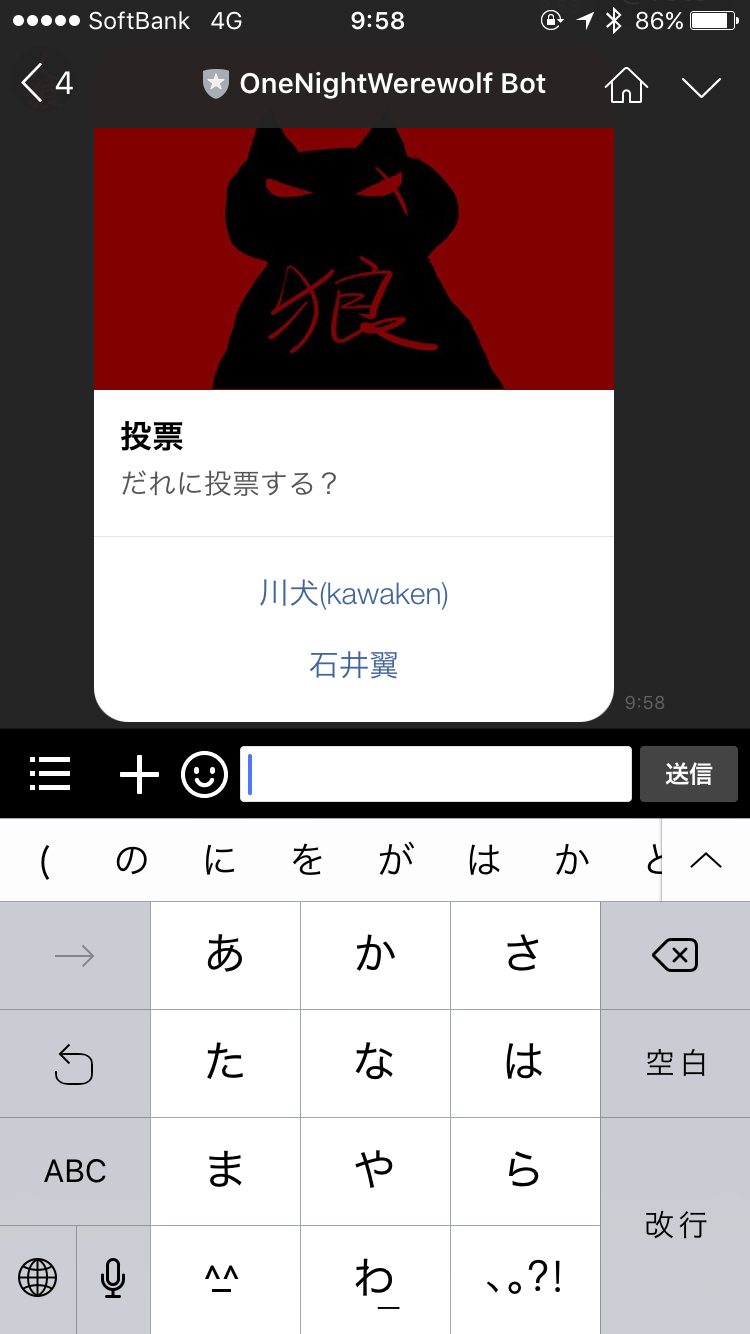 SoftBank 4G 9:58 86%
4 OneNightWerewolf Bot
狼
投票
だれに投票する？
川犬(kawaken)
石井翼
9:58
送信
( の に を が は か と
あ か さ
た な は 空白
ABC ま や ら
改行
^^ わ 、。?!